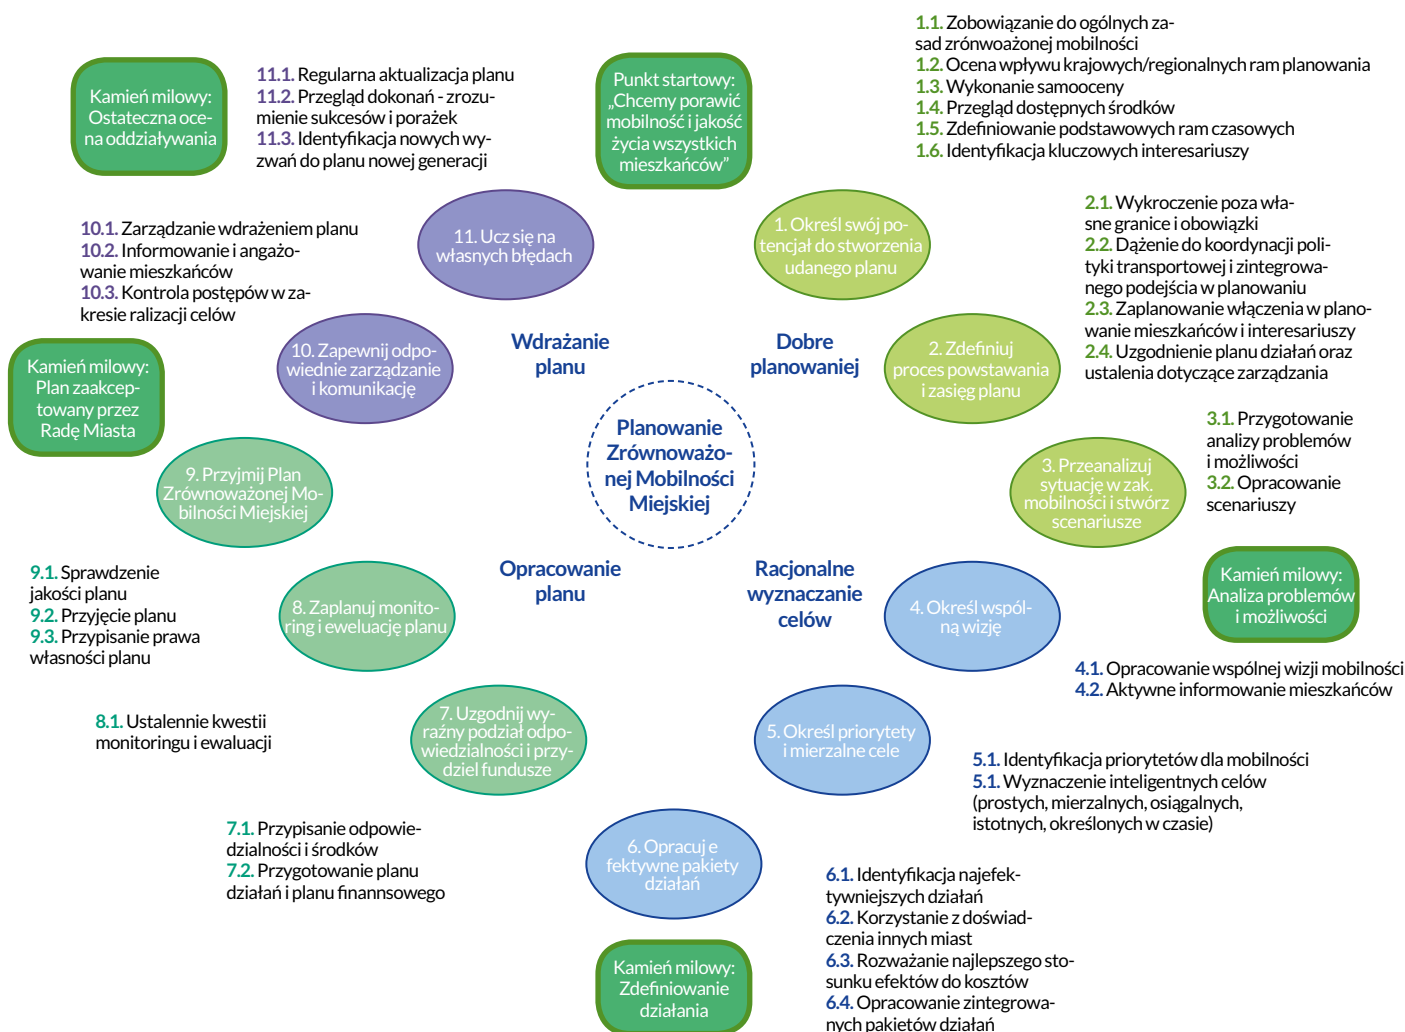 Punkt startowy:
„Chcemy porawić
mobilność i jakość
życia wszystkich
mieszkańców”
1.1. Zobowiązanie do ogólnych za-
sad zrónwoażonej mobilności
1.2. Ocena wpływu krajowych/regionalnych ram planowania
1.3. Wykonanie samooceny
1.4. Przegląd dostępnych środków
1.5. Zdefiniowanie podstawowych ram czasowych
1.6. Identyfikacja kluczowych interesariuszy
1. Określ swój po-
tencjał do stworzenia
udanego planu
2.1. Wykroczenie poza wła-
sne granice i obowiązki
2.2. Dążenie do koordynacji poli-
tyki transportowej i zintegrowa-
nego podejścia w planowaniu
2.3. Zaplanowanie włączenia w plano-
wanie mieszkańców i interesariuszy
2.4. Uzgodnienie planu działań oraz
ustalenia dotyczące zarządzania
2. Zdefiniuj
proces powstawania
i zasięg planu
3.1. Przygotowanie
analizy problemów
i możliwości
3.2. Opracowanie
scenariuszy
3. Przeanalizuj
sytuację w zak.
mobilności i stwórz
scenariusze
Kamień milowy:
Analiza problemów
i możliwości
4. Określ wspól-
ną wizję
4.1. Opracowanie wspólnej wizji mobilności
4.2. Aktywne informowanie mieszkańców
5. Określ priorytety
i mierzalne cele
5.1. Identyfikacja priorytetów dla mobilności
5.1. Wyznaczenie inteligentnych celów
(prostych, mierzalnych, osiągalnych,
istotnych, określonych w czasie)
6. Opracuj e
fektywne pakiety
działań
6.1. Identyfikacja najefek-
tywniejszych działań
6.2. Korzystanie z doświad-
czenia innych miast
6.3. Rozważanie najlepszego sto-
sunku efektów do kosztów
6.4. Opracowanie zintegrowa-
nych pakietów działań
Kamień milowy:
Zdefiniowanie
działania
7. Uzgodnij wy-
raźny podział odpo-
wiedzialności i przy-
dziel fundusze
7.1. Przypisanie odpowie-
dzialności i środków
7.2. Przygotowanie planu
działań i planu finannsowego
8. Zaplanuj monito-
ring i eweluację planu
8.1. Ustalennie kwestii
monitoringu i ewaluacji
9. Przyjmij Plan
Zrównoważonej Mo-
bilności Miejskiej
9.1. Sprawdzenie
jakości planu
9.2. Przyjęcie planu
9.3. Przypisanie prawa
własności planu
Kamień milowy:
Plan zaakcep-
towany przez
Radę Miasta
10. Zapewnij odpo-
wiednie zarządzanie
i komunikację
10.1. Zarządzanie wdrażeniem planu
10.2. Informowanie i angażo-
wanie mieszkańców
10.3. Kontrola postępów w za-
kresie ralizacji celów
11. Ucz się na
własnych błędach
11.1. Regularna aktualizacja planu
11.2. Przegląd dokonań - zrozu-
mienie sukcesów i porażek
11.3. Identyfikacja nowych wy-
zwań do planu nowej generacji
Kamień milowy:
Ostateczna oce-
na oddziaływania
Wdrażanie
planu
Dobre
planowaniej
Planowanie
Zrównoważo-
nej Mobilności
Miejskiej
Opracowanie
planu
Racjonalne
wyznaczanie
celów